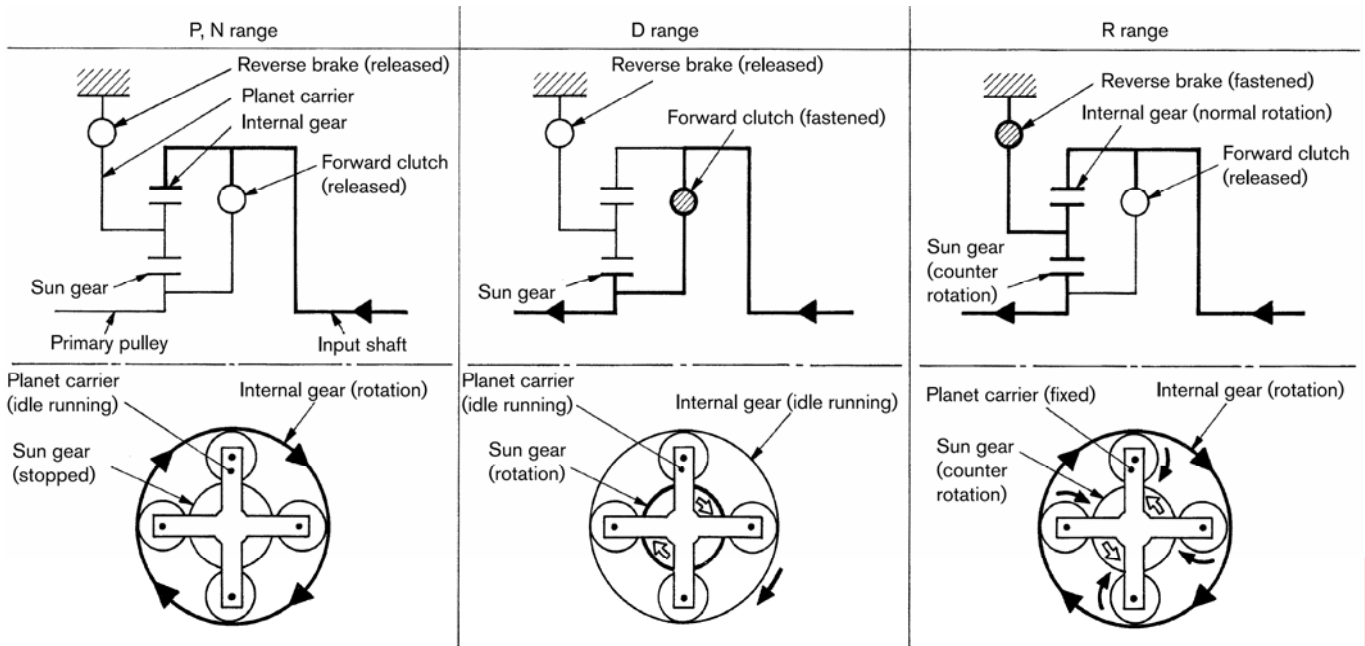 P, N range
Reverse brake (released)
Planet carrier
Internal gear
Forward clutch
(released)
Sun gear
Primary pulley
Input shaft
Planet carrier
(idle running)
Internal gear (rotation)
Sun gear
(stopped)
D range
Reverse brake (released)
Forward clutch (fastened)
Sun gear
Planet carrier
(idle running)
Internal gear (idle running)
Sun gear
(rotation)
R range
Reverse brake (fastened)
Internal gear (normal rotation)
Forward clutch
(released)
Sun gear
(counter
rotation)
Planet carrier (fixed)
Internal gear (rotation)
Sun gear
(counter
rotation)